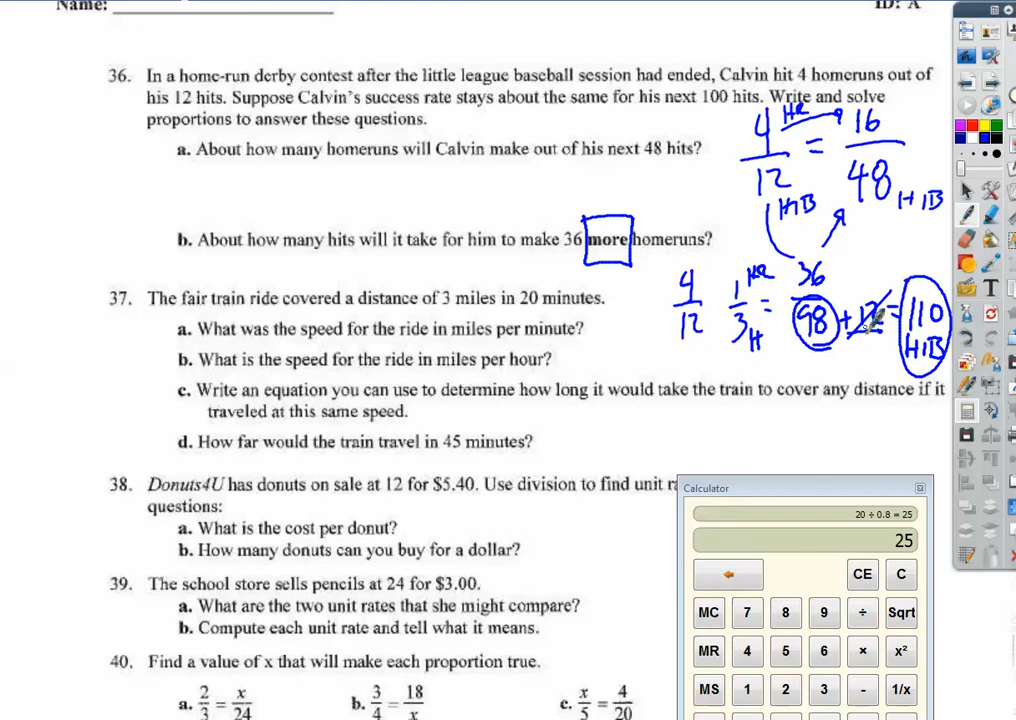 Name: ID: A
36. In a home-run derby contest after the little league baseball session had ended, Calvin hit 4 homeruns out of
his 12 hits. Suppose Calvin's success rate stays about the same for his next 100 hits. Write and solve
proportions to answer these questions.
a. About how many homeruns will Calvin make out of his next 48 hits?
4/12 HR = 16/48
HIB HIB
b. About how many hits will it take for him to make 36 more homeruns?
4/12 1/3 HR H = 36/98 + 12 = 110 HIB
37. The fair train ride covered a distance of 3 miles in 20 minutes.
a. What was the speed for the ride in miles per minute?
b. What is the speed for the ride in miles per hour?
c. Write an equation you can use to determine how long it would take the train to cover any distance if it
traveled at this same speed.
d. How far would the train travel in 45 minutes?
38. Donuts4U has donuts on sale at 12 for $5.40. Use division to find unit
questions:
a. What is the cost per donut?
b. How many donuts can you buy for a dollar?
39. The school store sells pencils at 24 for $3.00.
a. What are the two unit rates that she might compare?
b. Compute each unit rate and tell what it means.
40. Find a value of x that will make each proportion true.
a. 2/3 = x/24 b. 3/4 = 18/x c. x/5 = 4/20
Calculator
20 ÷ 0.8 = 25
25
CE C
MC 7 8 9 ÷ Sqrt
MR 4 5 6 × x²
MS 1 2 3 - 1/x